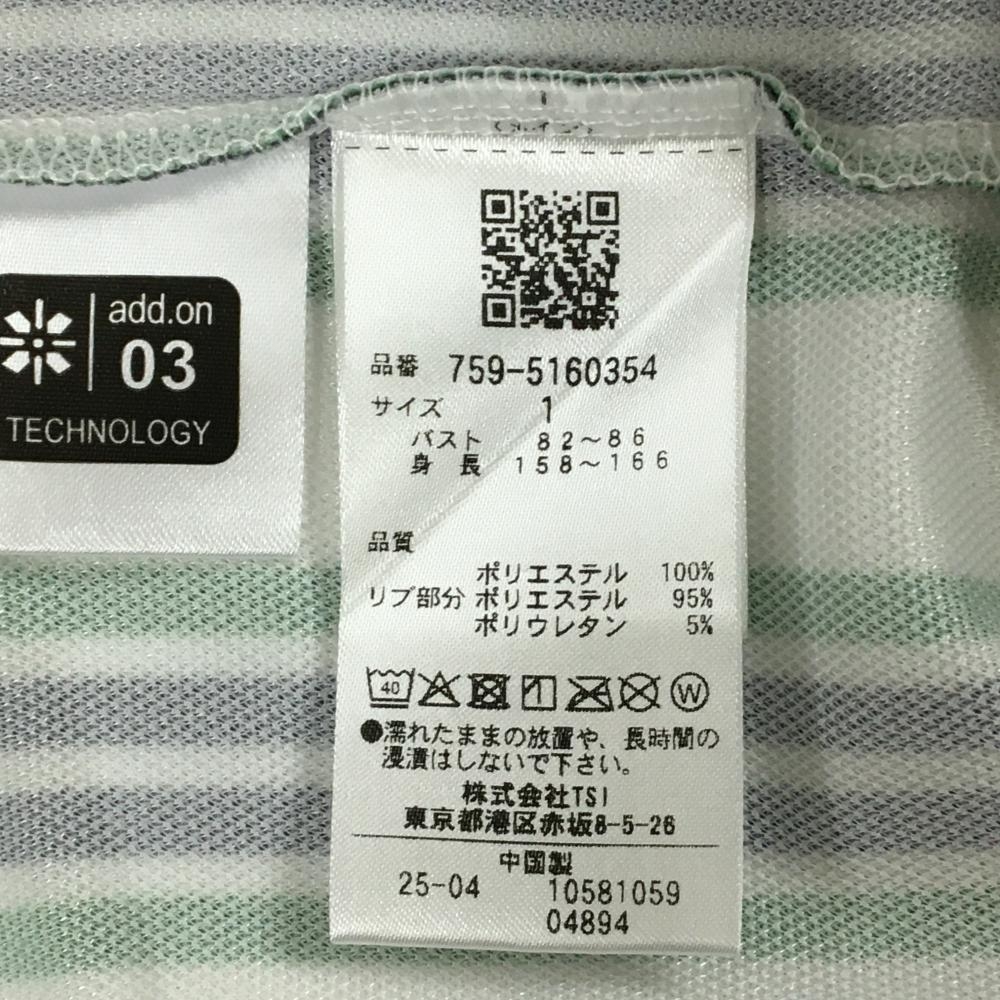 add.on
03
TECHNOLOGY
品番 759-5160354
サイズ 1
バスト 82～86
身長 158～166
品質
ポリエステル 100%
リブ部分 ポリエステル 95%
ポリウレタン 5%
40
W
●濡れたままの放置や、長時間の
浸漬はしないで下さい。
株式会社TSI
東京都港区赤坂8-5-26
中国製
25-04 10581059
04894